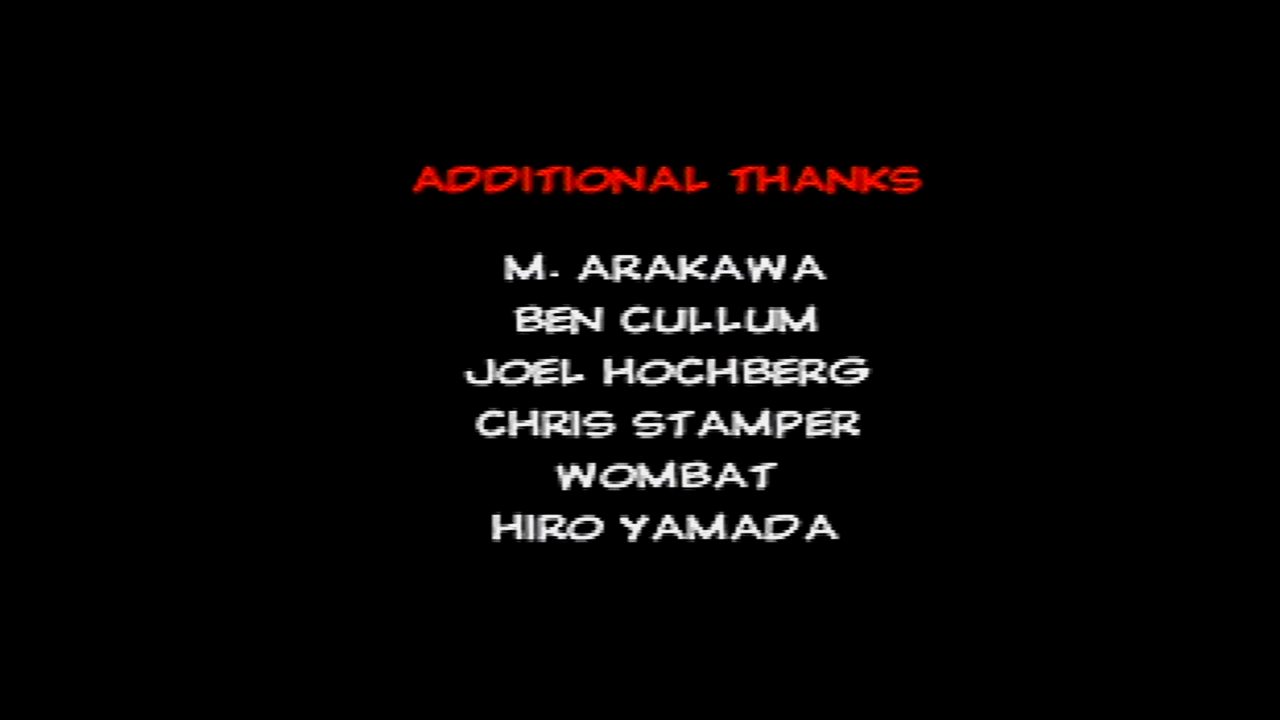 ADDITIONAL THANKS
M. ARAKAWA
BEN CULLUM
JOEL HOCHBERG
CHRIS STAMPER
WOMBAT
HIRO YAMADA